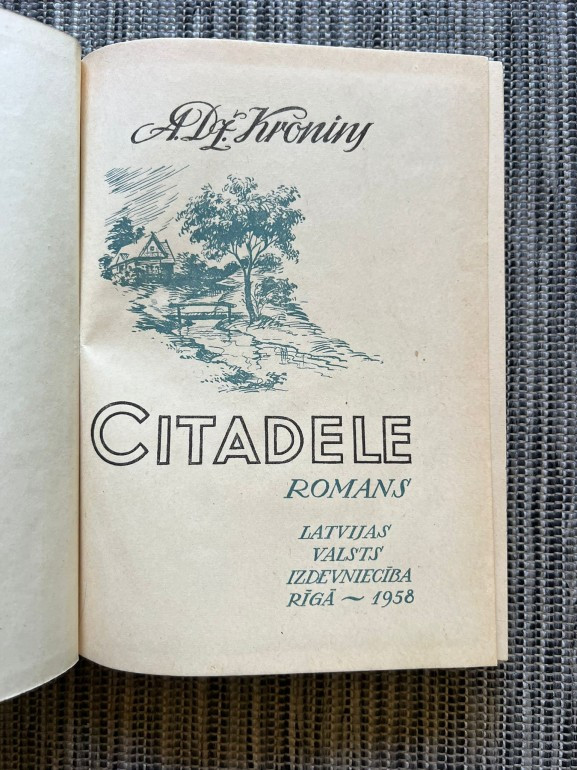 A. Dž. Kronins
CITADELE
ROMANS
LATVIJAS
VALSTS
IZDEVNIECĪBA
RĪGĀ ~ 1958